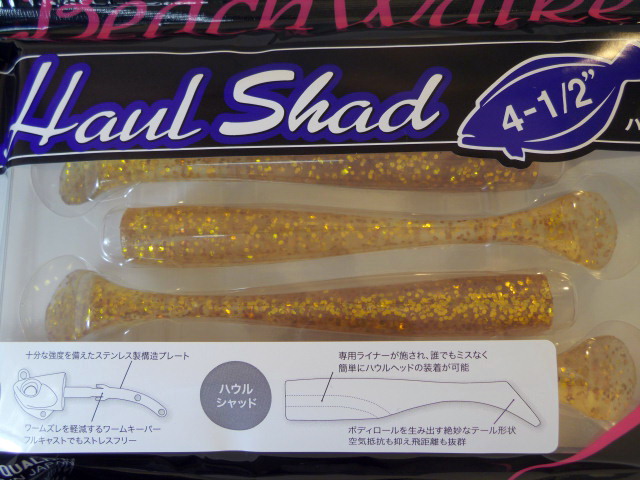 Beach Walker
Haul Shad
4-1/2"
ハ
十分な強度を備えたステンレス製構造プレート
ワームズレを軽減するワームキーパー
フルキャストでもストレスフリー
ハウル
シャッド
専用ライナーが施され、誰でもミスなく
簡単にハウルヘッドの装着が可能
ボディロールを生み出す絶妙なテール形状
空気抵抗も抑え飛距離も抜群